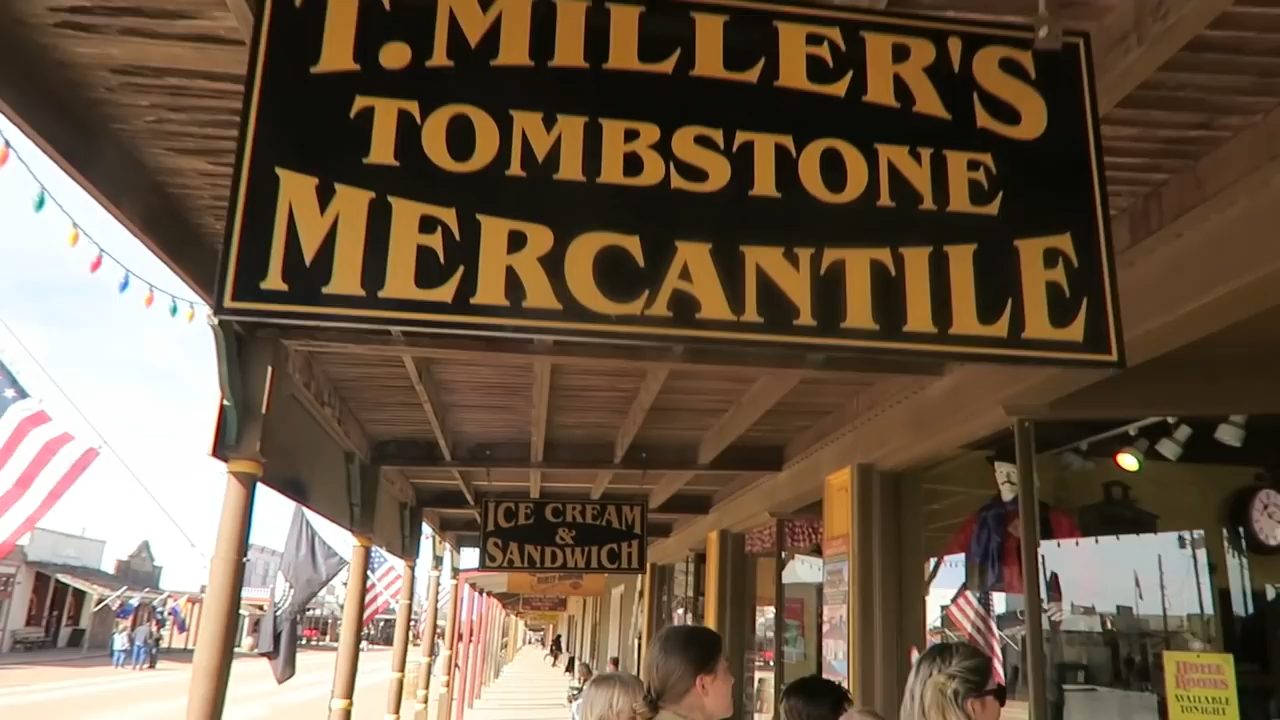 T. MILLER'S
TOMBSTONE
MERCANTILE
ICE CREAM
&
SANDWICH
HOTEL
ROOMS
AVAILABLE
TONIGHT